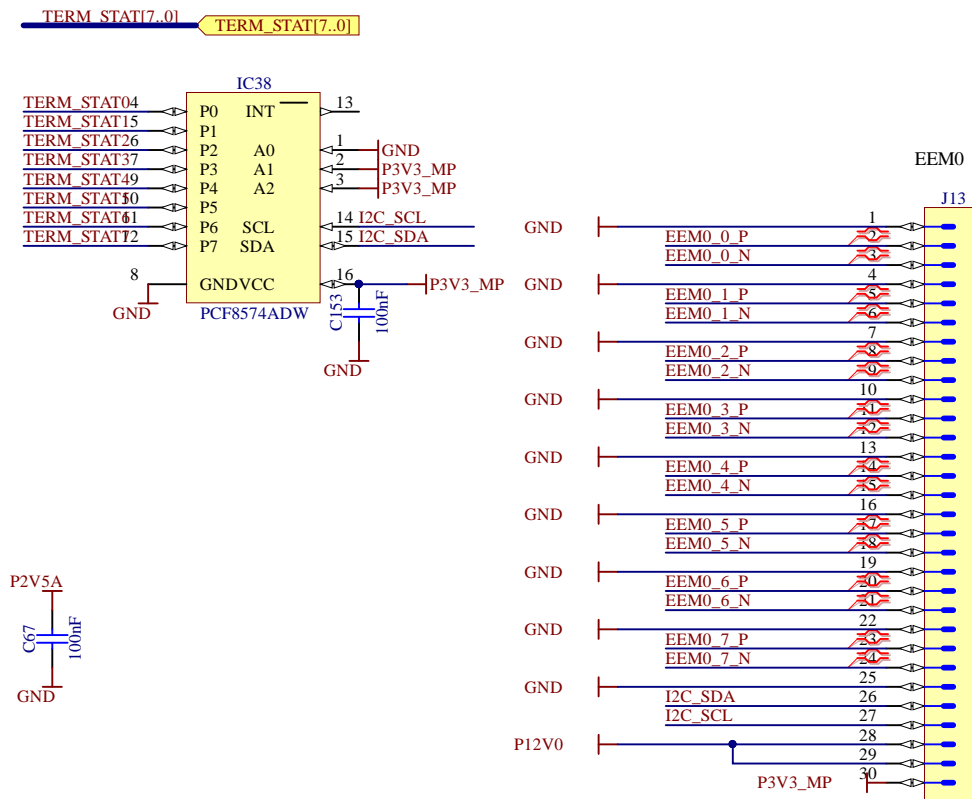 TERM_STAT[7..0] TERM_STAT[7..0]
IC38
TERM_STAT0 4 P0 INT 13
TERM_STAT1 5 P1
TERM_STAT2 6 P2 A0 1 GND
TERM_STAT3 7 P3 A1 2 P3V3_MP
TERM_STAT4 9 P4 A2 3 P3V3_MP
TERM_STAT5 10 P5
TERM_STAT6 11 P6 SCL 14 I2C_SCL
TERM_STAT7 12 P7 SDA 15 I2C_SDA
8 GND VCC 16 P3V3_MP
GND PCF8574ADW
C153 100nF
GND
P2V5A
C67 100nF
GND
EEM0
J13
GND 1
EEM0_0_P 2
EEM0_0_N 3
GND 4
EEM0_1_P 5
EEM0_1_N 6
GND 7
EEM0_2_P 8
EEM0_2_N 9
GND 10
EEM0_3_P 11
EEM0_3_N 12
GND 13
EEM0_4_P 14
EEM0_4_N 15
GND 16
EEM0_5_P 17
EEM0_5_N 18
GND 19
EEM0_6_P 20
EEM0_6_N 21
GND 22
EEM0_7_P 23
EEM0_7_N 24
GND 25
I2C_SDA 26
I2C_SCL 27
P12V0 28
29
P3V3_MP 30